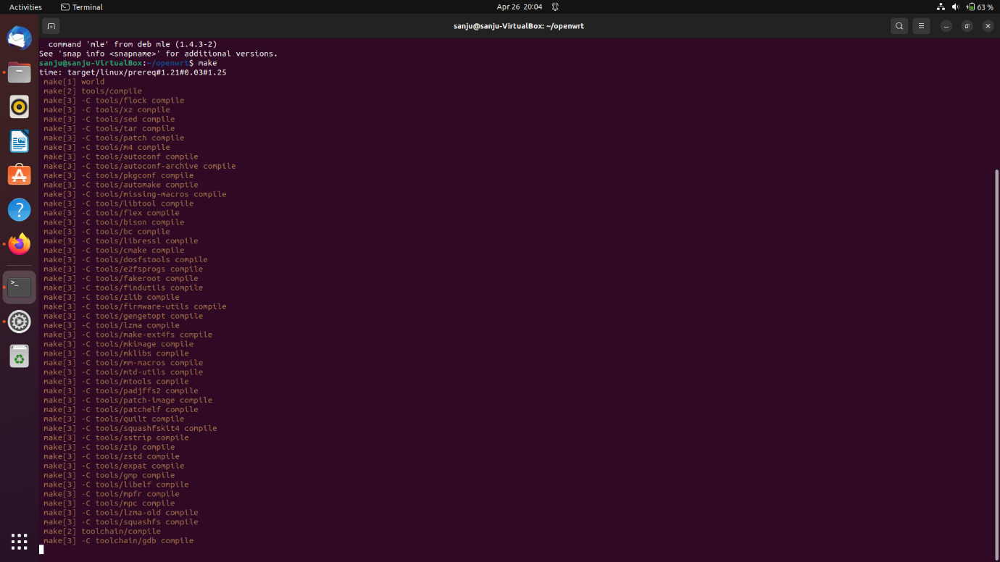 Activities
Terminal
Apr 26 20:04
63 %
sanju@sanju-VirtualBox: ~/openwrt
command 'mle' from deb mle (1.4.3-2)
See 'snap info <snapname>' for additional versions.
sanju@sanju-VirtualBox:~/openwrt$ make
time: target/linux/prereq#1.21#0.03#1.25
make[1] world
make[2] tools/compile
make[3] -C tools/flock compile
make[3] -C tools/xz compile
make[3] -C tools/sed compile
make[3] -C tools/tar compile
make[3] -C tools/patch compile
make[3] -C tools/m4 compile
make[3] -C tools/autoconf compile
make[3] -C tools/autoconf-archive compile
make[3] -C tools/pkgconf compile
make[3] -C tools/automake compile
make[3] -C tools/missing-macros compile
make[3] -C tools/libtool compile
make[3] -C tools/flex compile
make[3] -C tools/bison compile
make[3] -C tools/bc compile
make[3] -C tools/libressl compile
make[3] -C tools/cmake compile
make[3] -C tools/dosfstools compile
make[3] -C tools/e2fsprogs compile
make[3] -C tools/fakeroot compile
make[3] -C tools/findutils compile
make[3] -C tools/zlib compile
make[3] -C tools/firmware-utils compile
make[3] -C tools/gengetopt compile
make[3] -C tools/lzma compile
make[3] -C tools/make-ext4fs compile
make[3] -C tools/mkimage compile
make[3] -C tools/mklibs compile
make[3] -C tools/mm-macros compile
make[3] -C tools/mtd-utils compile
make[3] -C tools/mtools compile
make[3] -C tools/padjffs2 compile
make[3] -C tools/patch-image compile
make[3] -C tools/patchelf compile
make[3] -C tools/quilt compile
make[3] -C tools/squashfskit4 compile
make[3] -C tools/sstrip compile
make[3] -C tools/zip compile
make[3] -C tools/zstd compile
make[3] -C tools/expat compile
make[3] -C tools/gmp compile
make[3] -C tools/libelf compile
make[3] -C tools/mpfr compile
make[3] -C tools/mpc compile
make[3] -C tools/lzma-old compile
make[3] -C tools/squashfs compile
make[2] toolchain/compile
make[3] -C toolchain/gdb compile